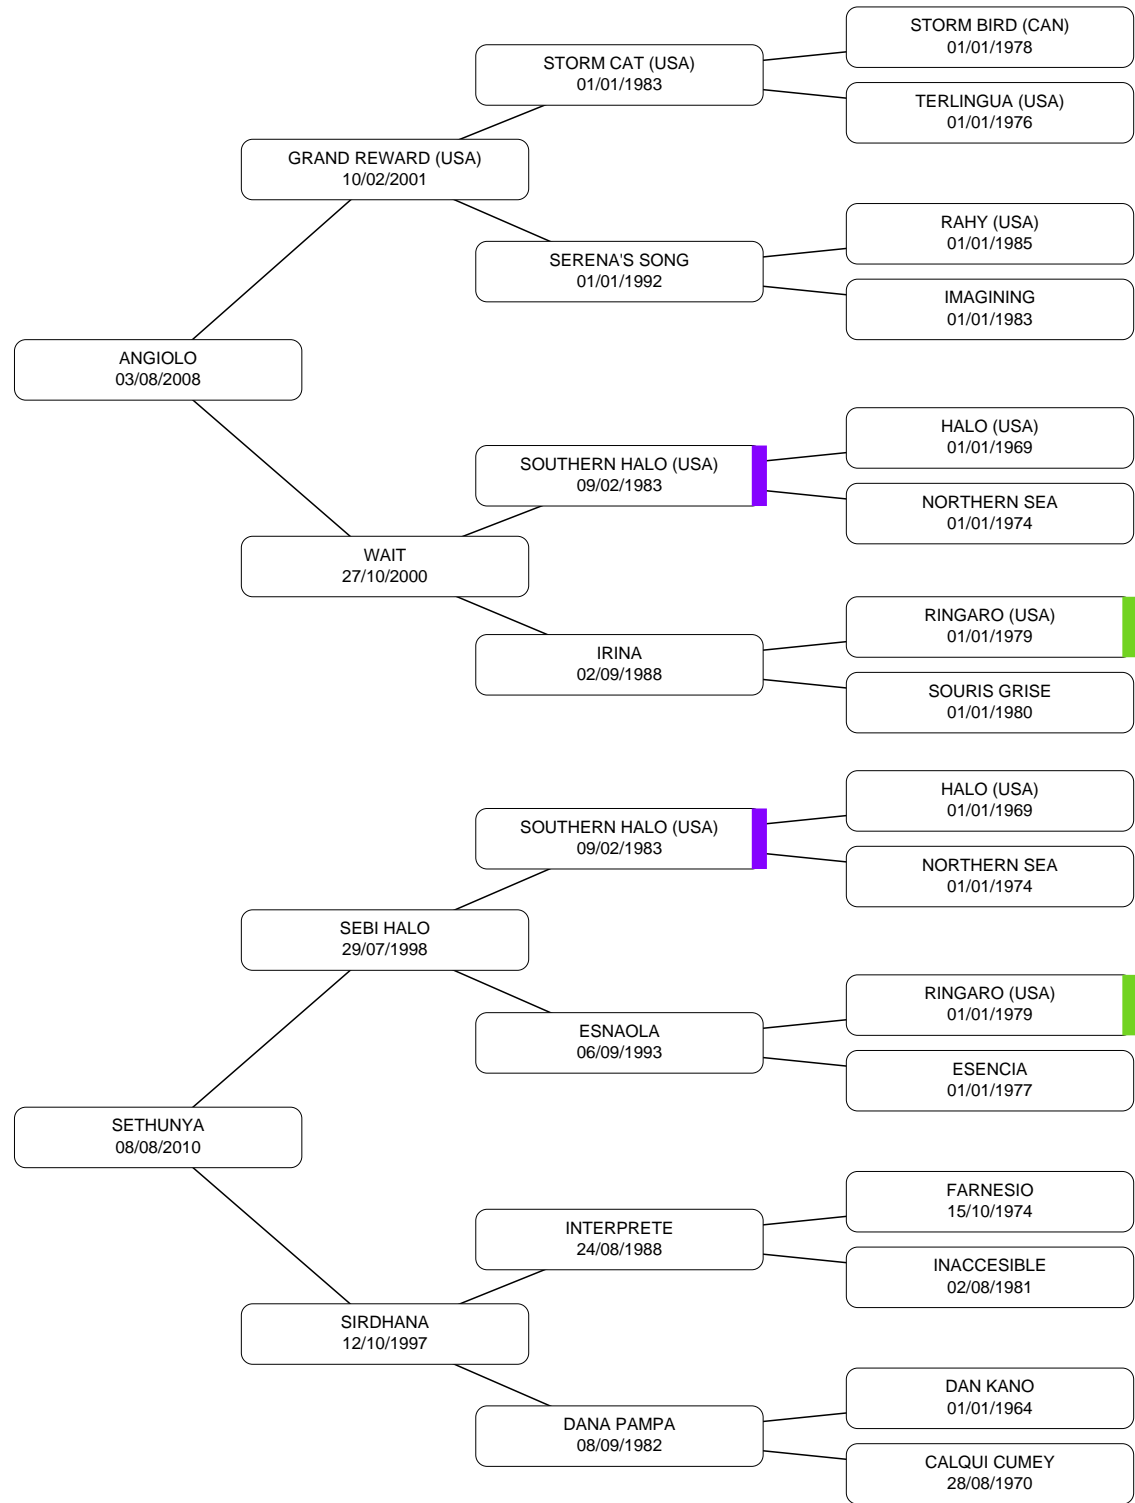 STORM BIRD (CAN)
01/01/1978
STORM CAT (USA)
01/01/1983
TERLINGUA (USA)
01/01/1976
GRAND REWARD (USA)
10/02/2001
RAHY (USA)
01/01/1985
SERENA'S SONG
01/01/1992
IMAGINING
01/01/1983
ANGIOLO
03/08/2008
HALO (USA)
01/01/1969
SOUTHERN HALO (USA)
09/02/1983
NORTHERN SEA
01/01/1974
WAIT
27/10/2000
RINGARO (USA)
01/01/1979
IRINA
02/09/1988
SOURIS GRISE
01/01/1980
HALO (USA)
01/01/1969
SOUTHERN HALO (USA)
09/02/1983
NORTHERN SEA
01/01/1974
SEBI HALO
29/07/1998
RINGARO (USA)
01/01/1979
ESNAOLA
06/09/1993
ESENCIA
01/01/1977
SETHUNYA
08/08/2010
FARNESIO
15/10/1974
INTERPRETE
24/08/1988
INACCESIBLE
02/08/1981
SIRDHANA
12/10/1997
DAN KANO
01/01/1964
DANA PAMPA
08/09/1982
CALQUI CUMEY
28/08/1970